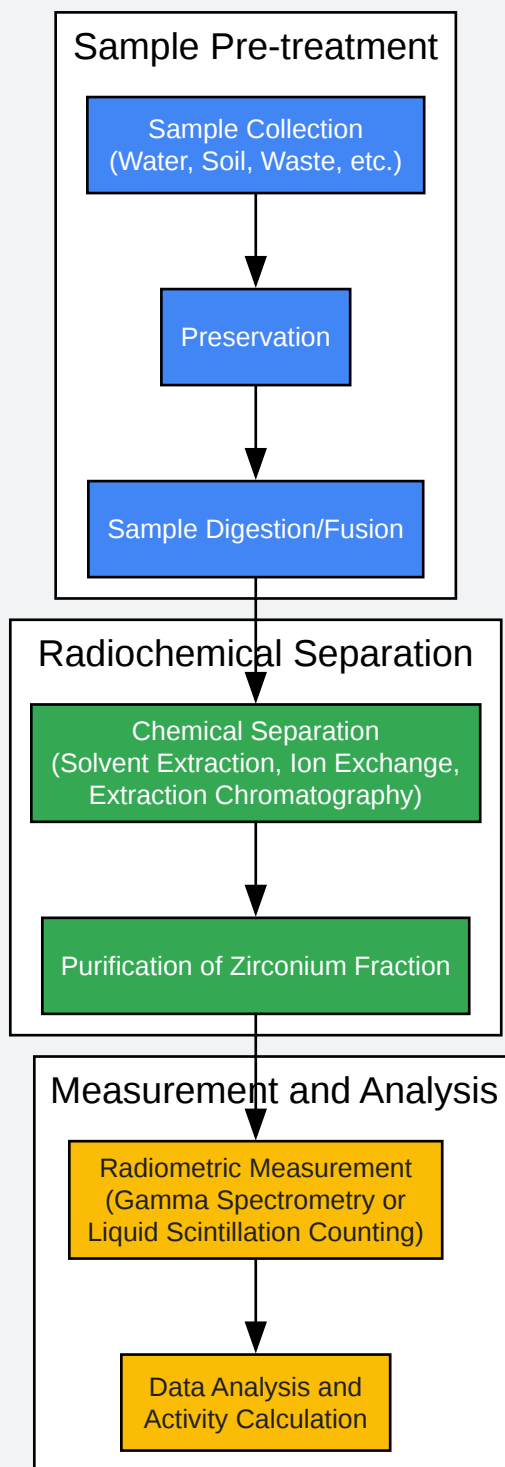 Sample Pre-treatment
Sample Collection
(Water, Soil, Waste, etc.)
Preservation
Sample Digestion/Fusion
Radiochemical Separation
Chemical Separation
(Solvent Extraction, Ion Exchange,
Extraction Chromatography)
Purification of Zirconium Fraction
Measurement and Analysis
Radiometric Measurement
(Gamma Spectrometry or
Liquid Scintillation Counting)
Data Analysis and
Activity Calculation